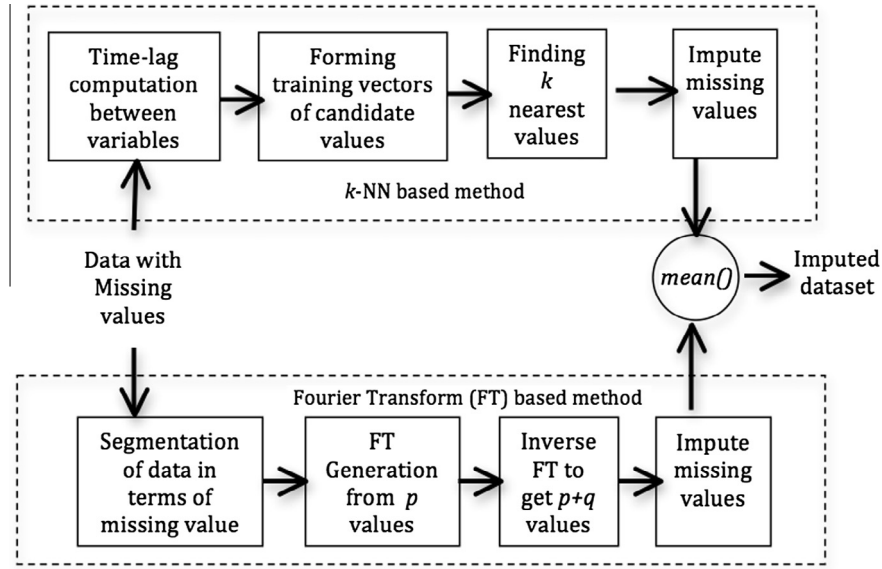 Time-lag
computation
between
variables
Forming
training vectors
of candidate
values
Finding
k
nearest
values
Impute
missing
values
k-NN based method
Data with
Missing
values
mean()
Imputed
dataset
Fourier Transform (FT) based method
Segmentation
of data in
terms of
missing value
FT
Generation
from p
values
Inverse
FT to
get p+q
values
Impute
missing
values